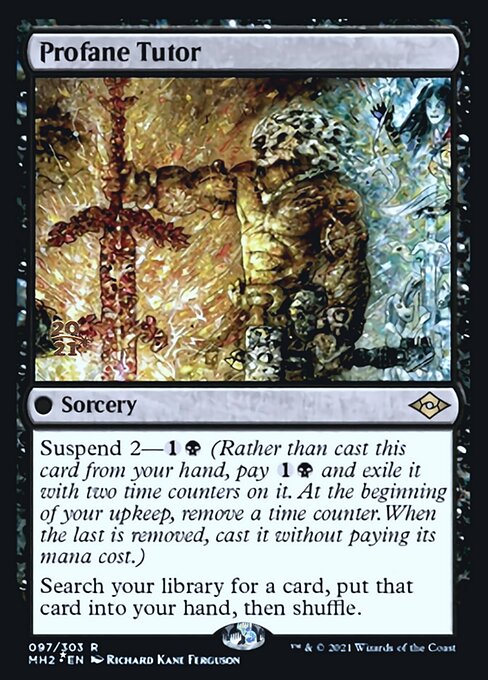 Profane Tutor
20
21
Sorcery
Suspend 2—1 (Rather than cast this
card from your hand, pay 1 and exile it
with two time counters on it. At the beginning
of your upkeep, remove a time counter. When
the last is removed, cast it without paying its
mana cost.)
Search your library for a card, put that
card into your hand, then shuffle.
097/303 R
MH2★EN Richard Kane Ferguson
™ & © 2021 Wizards of the Coast